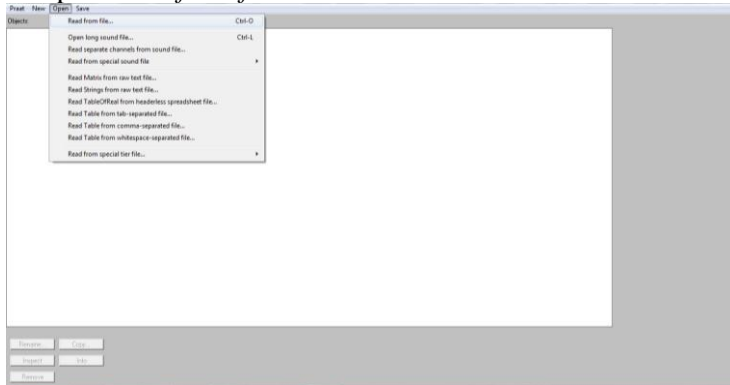 Praat New Open Save
Objects:
Read from file... Ctrl-O
Open long sound file... Ctrl-L
Read separate channels from sound file...
Read from special sound file
Read Matrix from raw text file...
Read Strings from raw text file...
Read TableOfReal from headerless spreadsheet file...
Read Table from tab-separated file...
Read Table from comma-separated file...
Read Table from whitespace-separated file...
Read from special tier file...
Rename... Copy...
Inspect Info
Remove